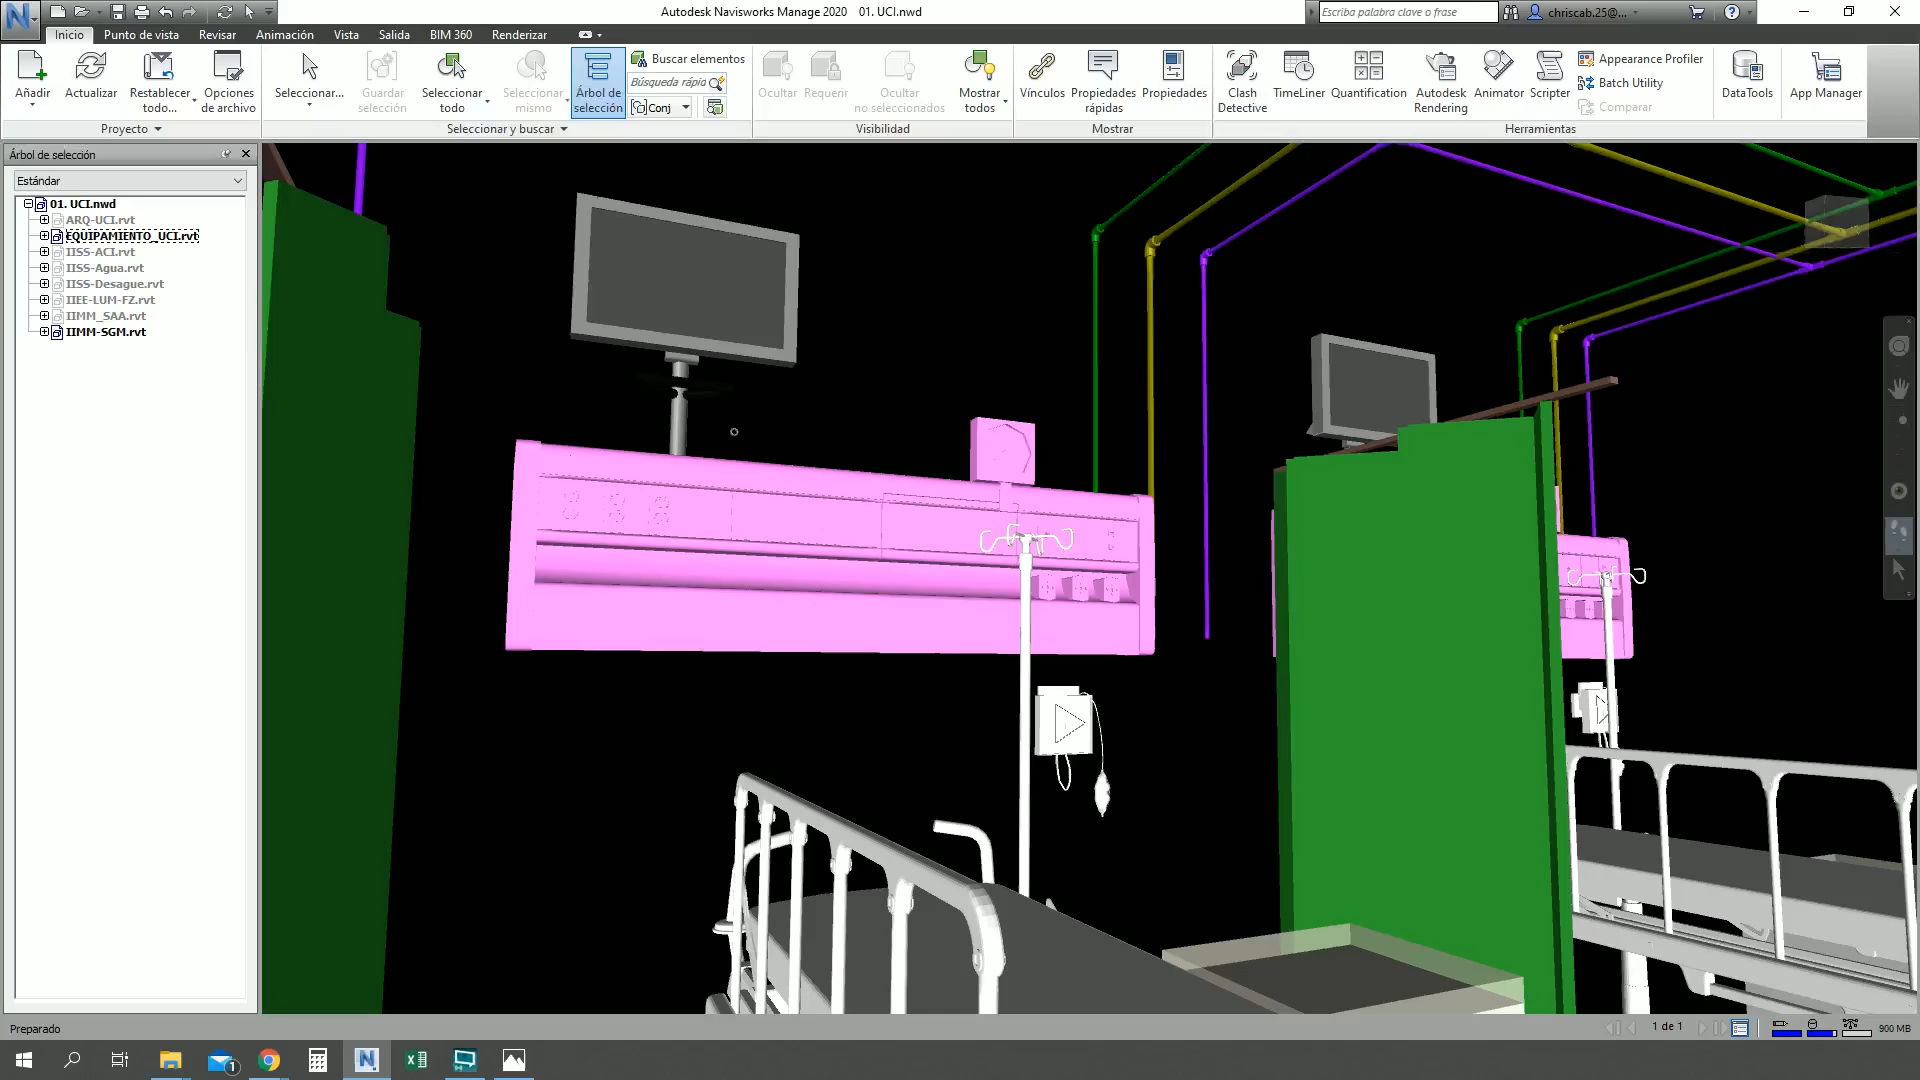 Autodesk Navisworks Manage 2020 01. UCI.nwd
Escriba palabra clave o frase
chriscab.25@...
Inicio Punto de vista Revisar Animación Vista Salida BIM 360 Renderizar
Añadir
Actualizar
Restablecer todo...
Opciones de archivo
Proyecto
Seleccionar...
Guardar selección
Seleccionar todo
Seleccionar mismo
Árbol de selección
Buscar elementos
Búsqueda rápid
Conj
Seleccionar y buscar
Ocultar
Requerir
Ocultar no seleccionados
Mostrar todos
Visibilidad
Vínculos
Propiedades rápidas
Propiedades
Mostrar
Clash Detective
TimeLiner
Quantification
Autodesk Rendering
Animator
Scripter
Appearance Profiler
Batch Utility
Comparar
Herramientas
DataTools
App Manager
Árbol de selección
Estándar
01. UCI.nwd
ARQ-UCI.rvt
EQUIPAMIENTO_UCI.rvt
IISS-ACI.rvt
IISS-Agua.rvt
IISS-Desague.rvt
IIEE-LUM-FZ.rvt
IIMM_SAA.rvt
IIMM-SGM.rvt
Preparado
1 de 1
900 MB
1